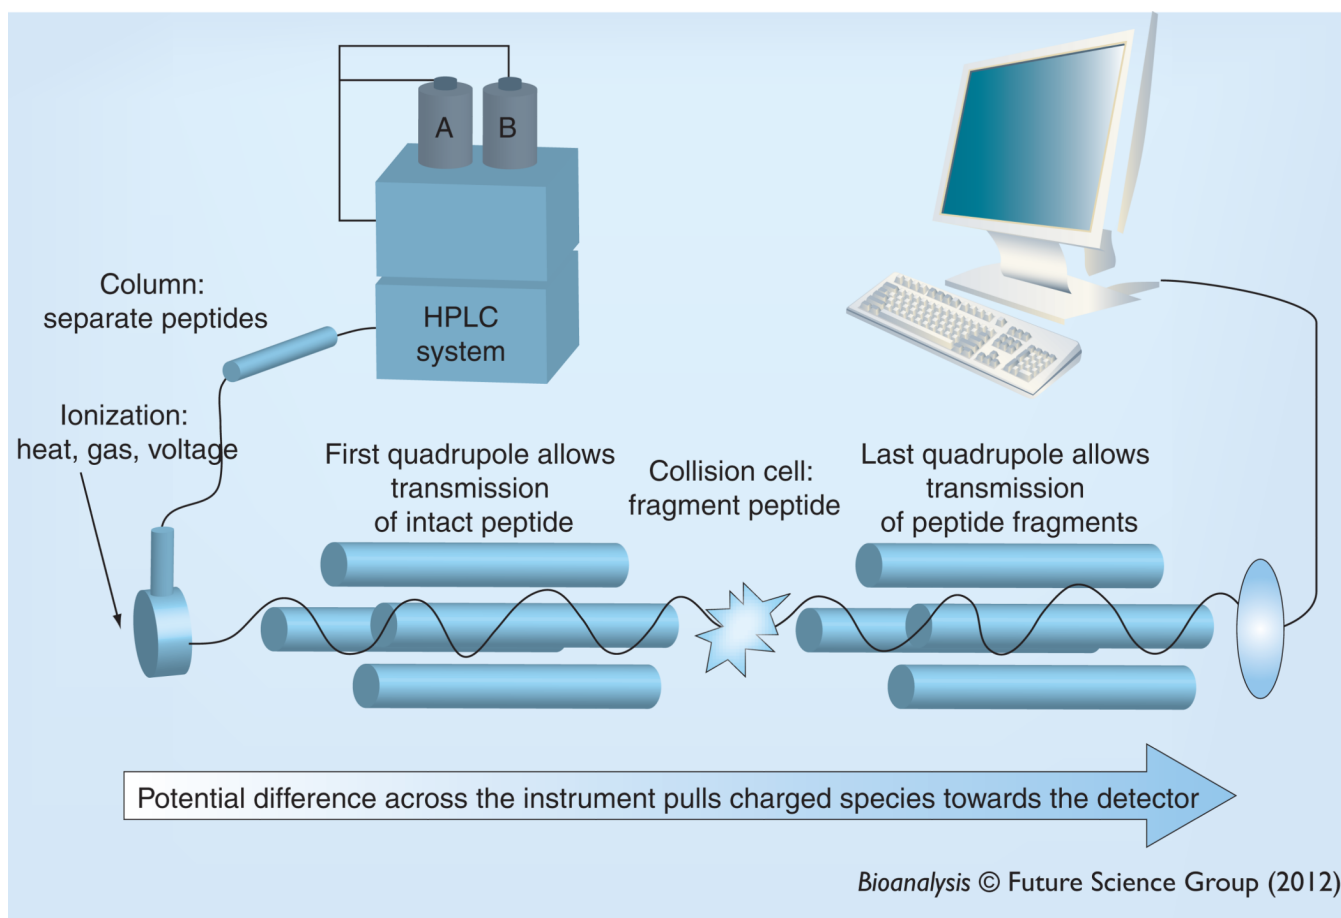 A
B
HPLC
system
Column:
separate peptides
Ionization:
heat, gas, voltage
First quadrupole allows
transmission
of intact peptide
Collision cell:
fragment peptide
Last quadrupole allows
transmission
of peptide fragments
Potential difference across the instrument pulls charged species towards the detector
Bioanalysis © Future Science Group (2012)